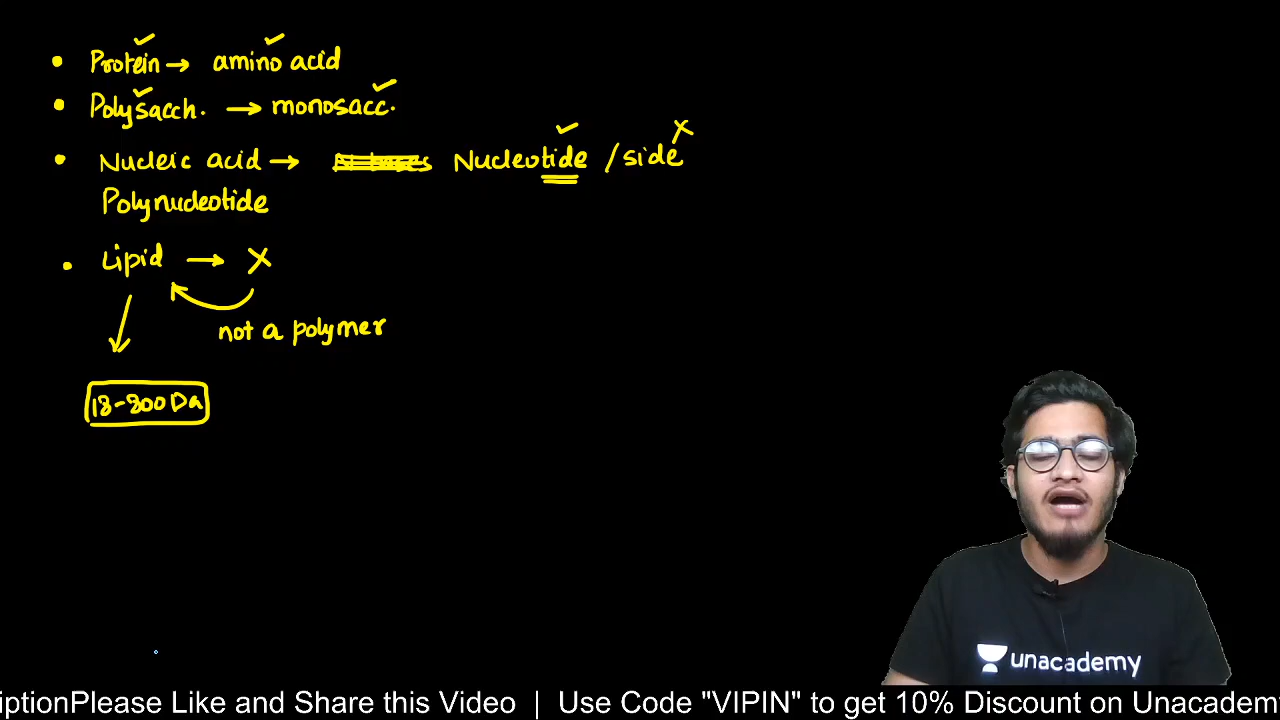 • Protein → amino acid
• Polysacch. → monosacc.
• Nucleic acid → Nucleotide / side
Polynucleotide
• Lipid → X
not a polymer
18-800 Da
unacademy
iptionPlease Like and Share this Video | Use Code "VIPIN" to get 10% Discount on Unacadem